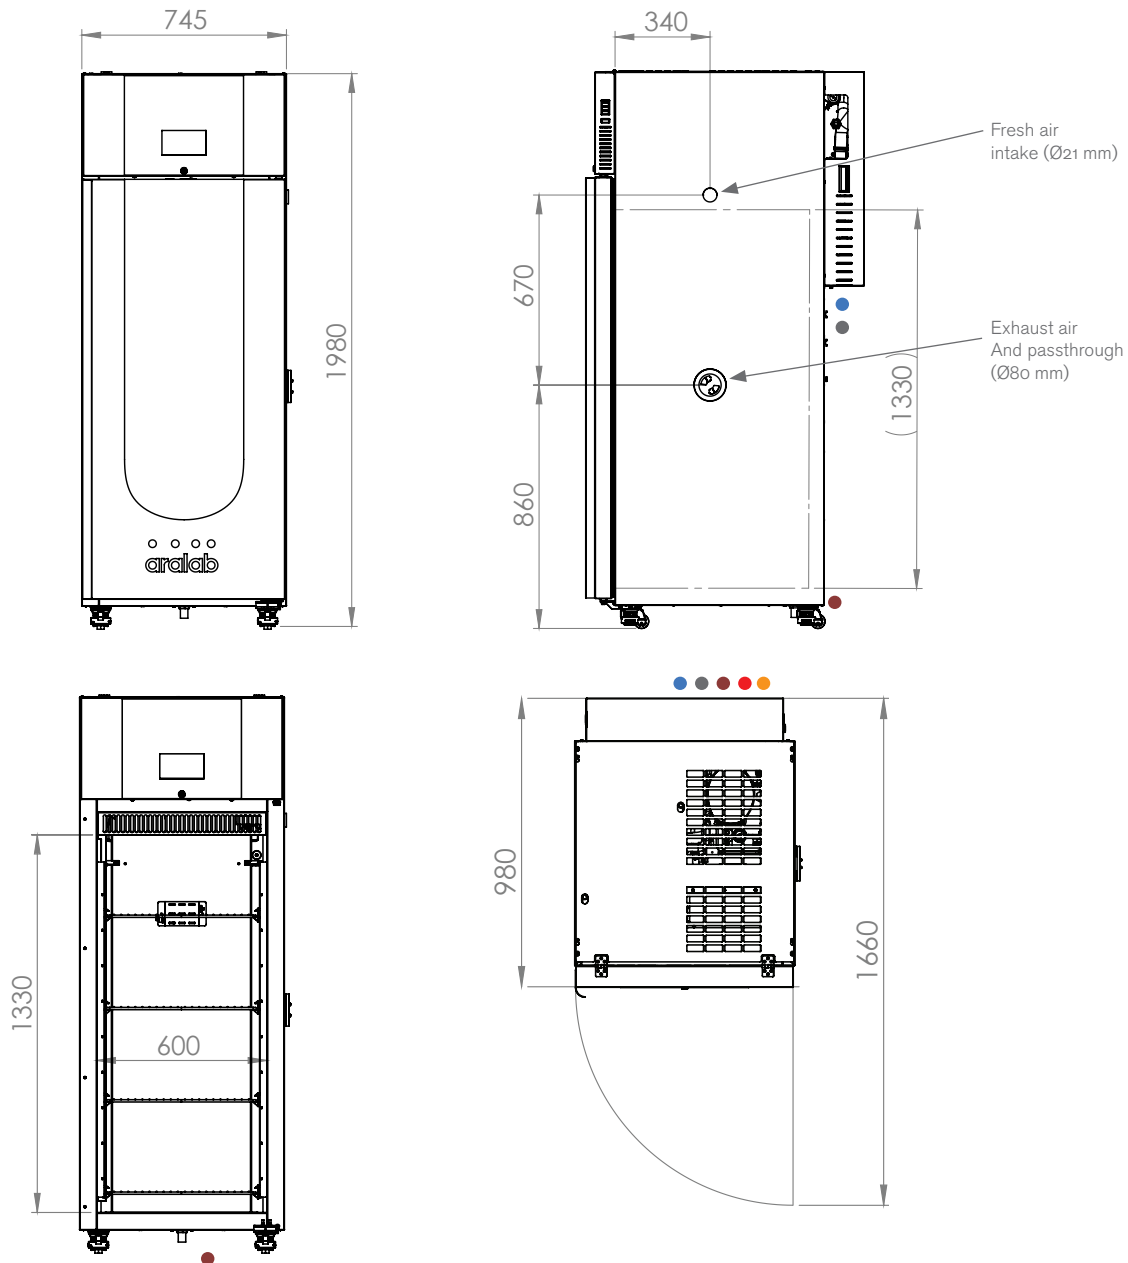 745
340
Fresh air
intake (Ø21 mm)
670
1980
Exhaust air
And passthrough
(Ø80 mm)
(1330)
860
aralab
980
1660
1330
600